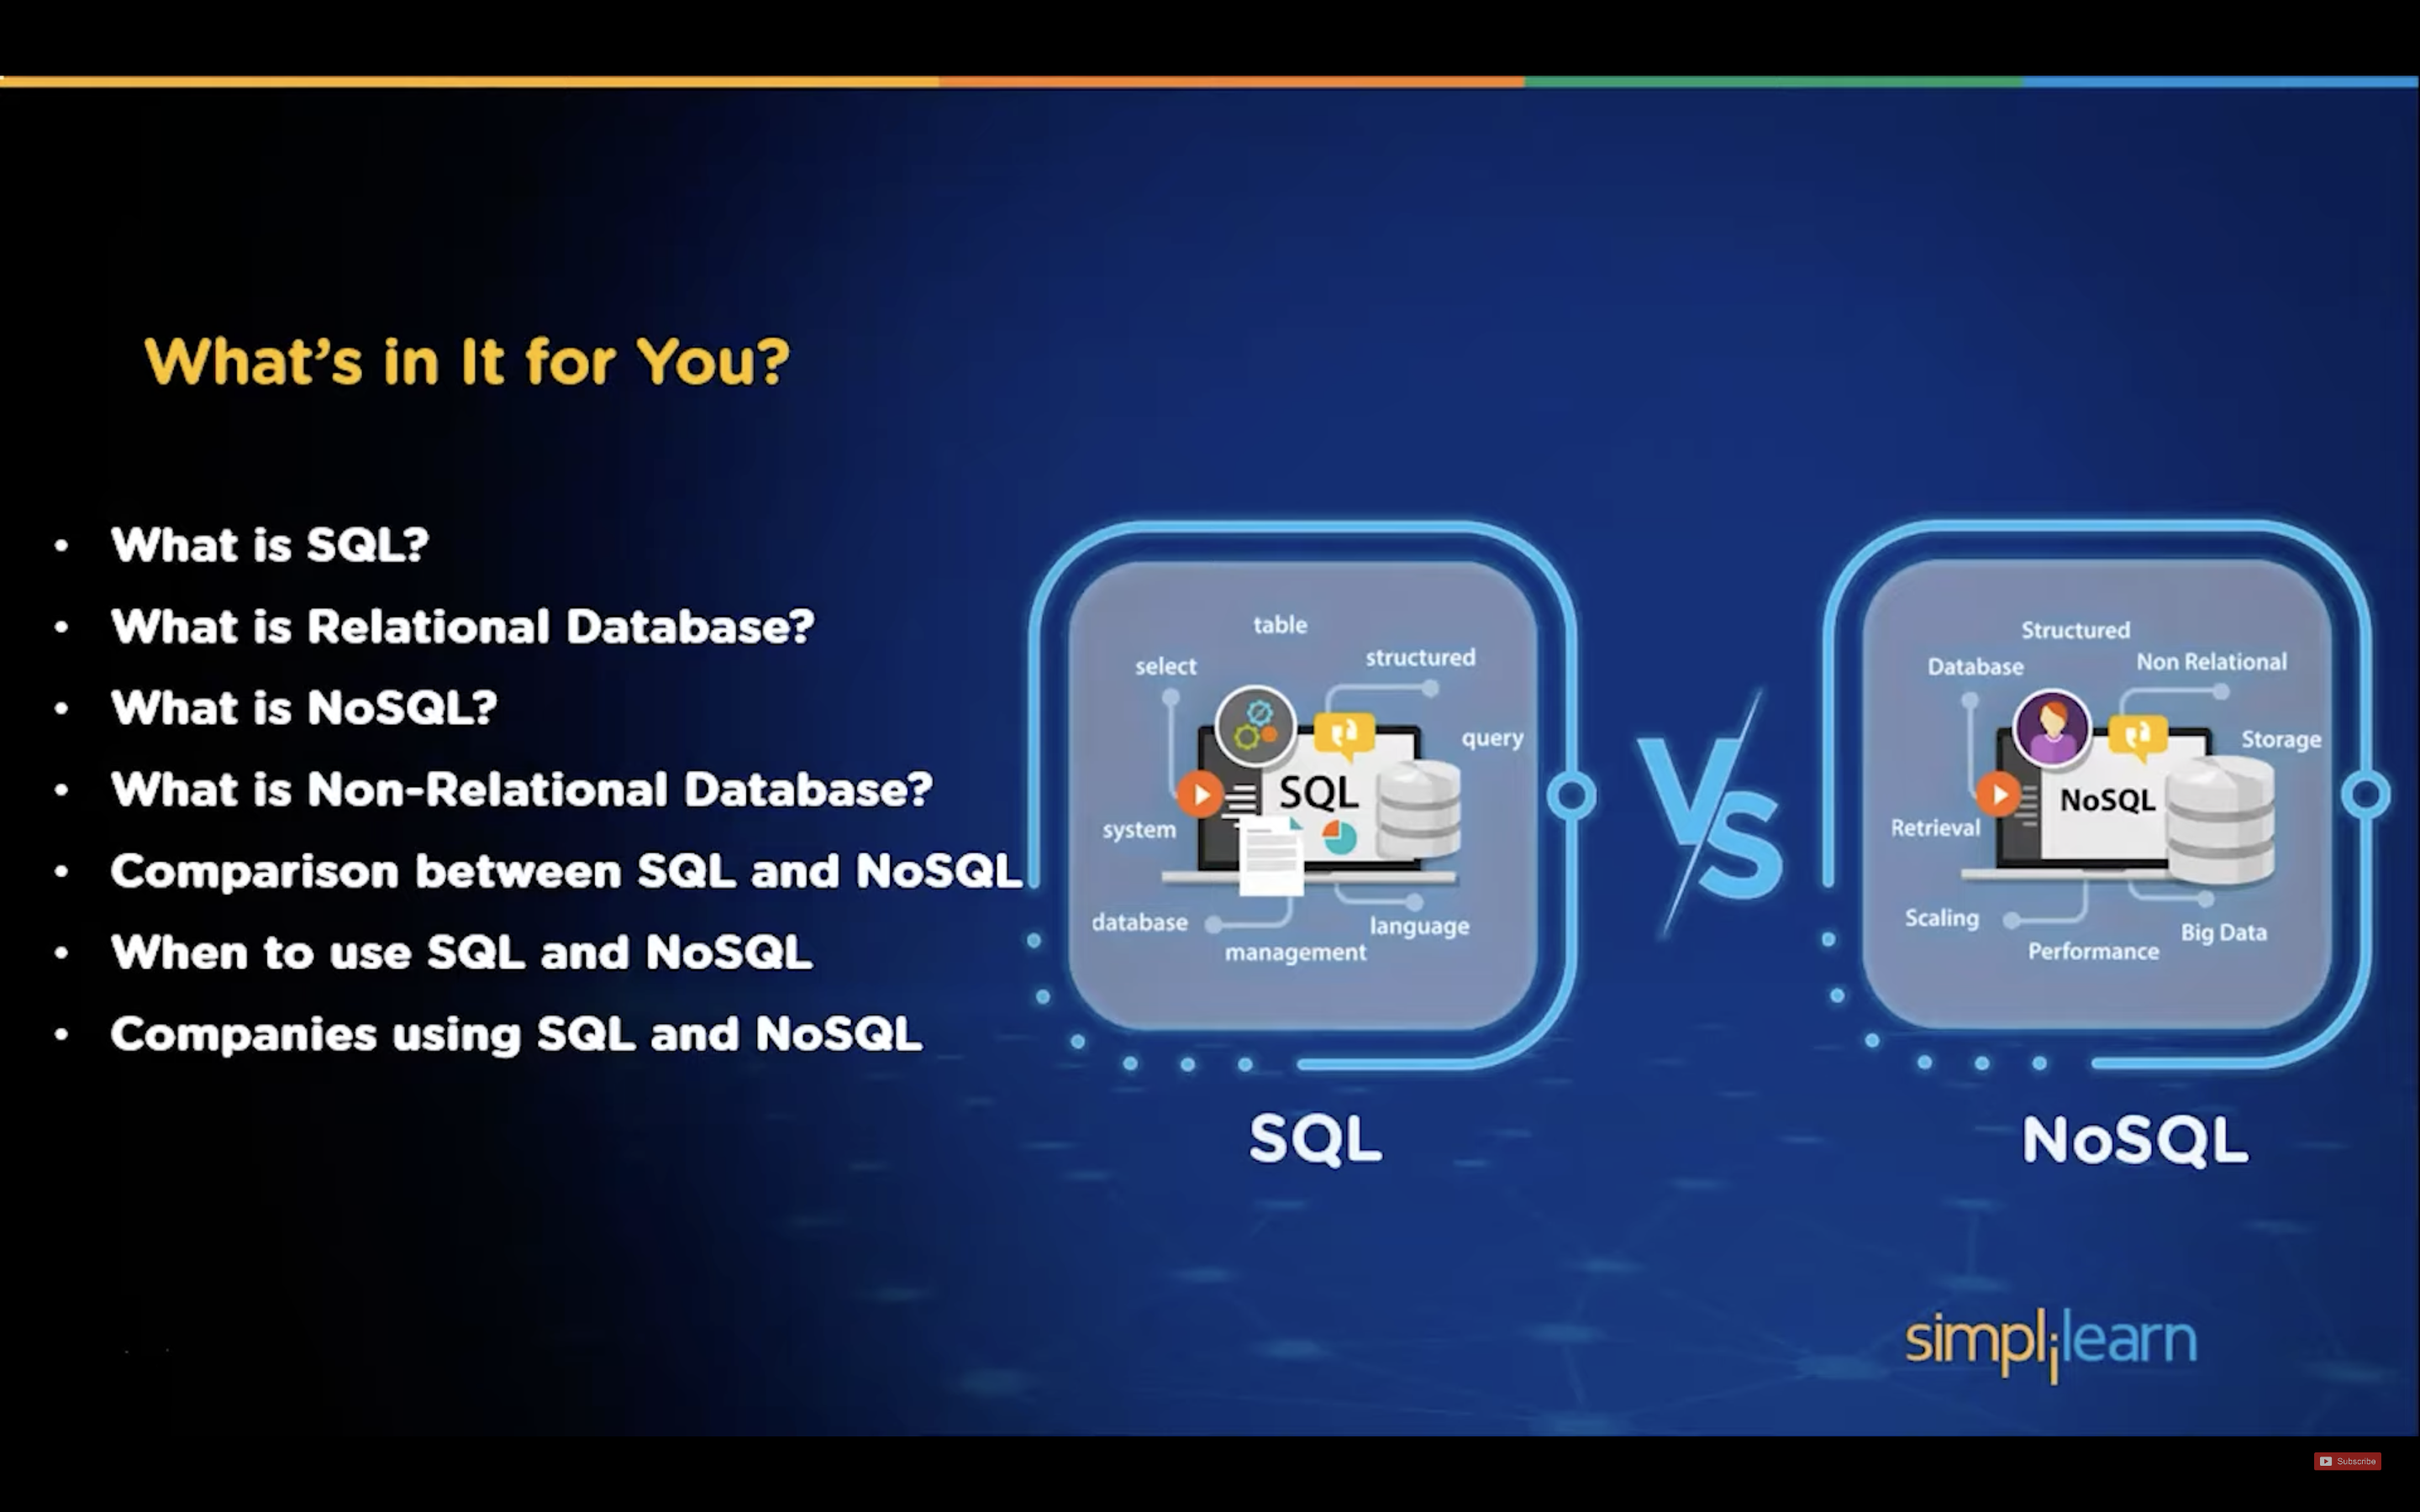 What's in It for You?
• What is SQL?
• What is Relational Database?
• What is NoSQL?
• What is Non-Relational Database?
• Comparison between SQL and NoSQL
• When to use SQL and NoSQL
• Companies using SQL and NoSQL
table
select
structured
query
SQL
system
database
language
management
SQL
VS
Structured
Database
Non Relational
Storage
NoSQL
Retrieval
Scaling
Big Data
Performance
NoSQL
simplilearn
Subscribe